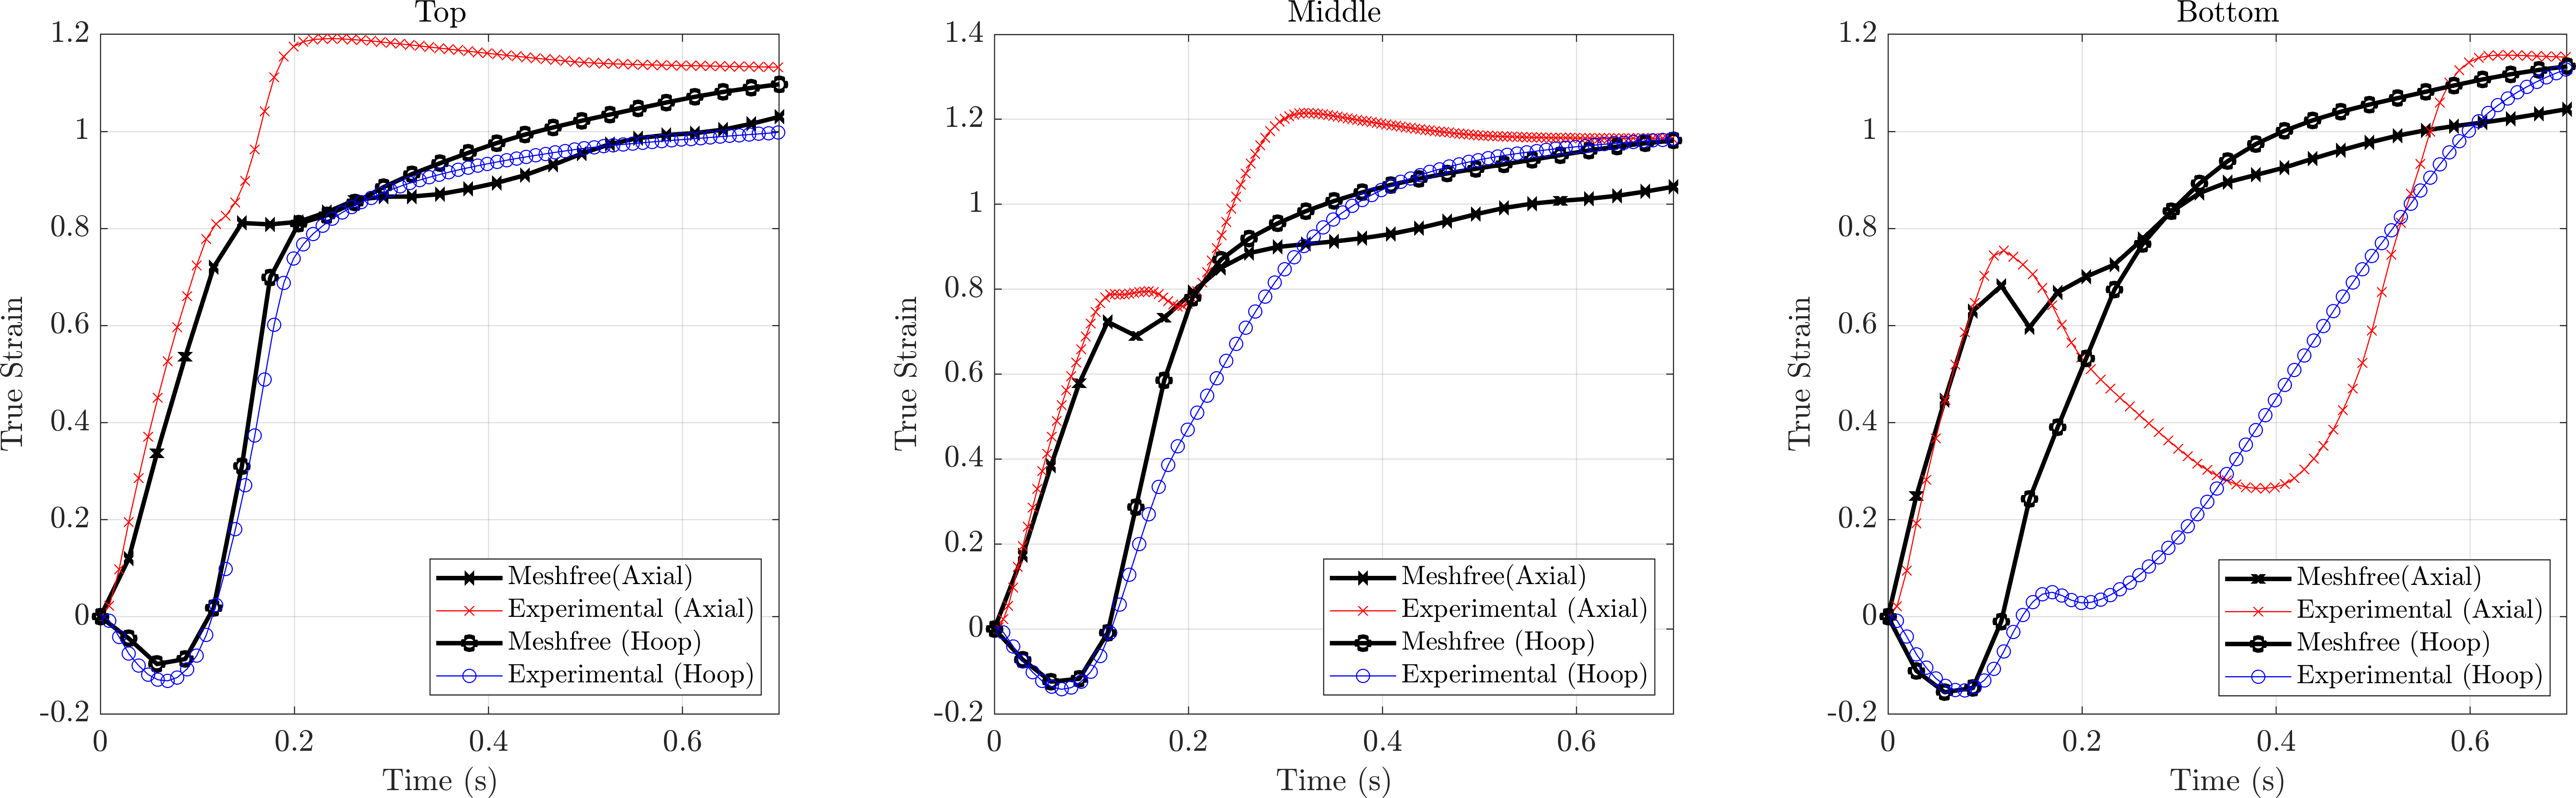 Top
1.2
1
0.8
0.6
0.4
0.2
0
-0.2
True Strain
0 0.2 0.4 0.6
Time (s)
Meshfree(Axial)
Experimental (Axial)
Meshfree (Hoop)
Experimental (Hoop)
Middle
1.4
1.2
1
0.8
0.6
0.4
0.2
0
-0.2
True Strain
0 0.2 0.4 0.6
Time (s)
Meshfree(Axial)
Experimental (Axial)
Meshfree (Hoop)
Experimental (Hoop)
Bottom
1.2
1
0.8
0.6
0.4
0.2
0
-0.2
True Strain
0 0.2 0.4 0.6
Time (s)
Meshfree(Axial)
Experimental (Axial)
Meshfree (Hoop)
Experimental (Hoop)